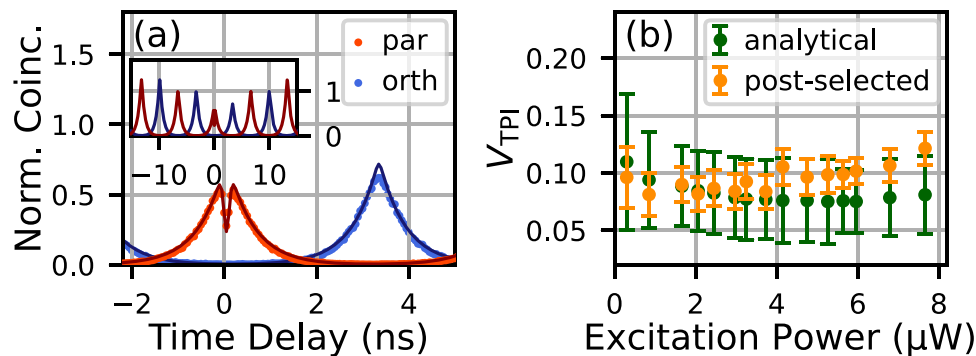 (a)
par
orth
Norm. Coinc.
1.5
1.0
0.5
0.0
1
0
−10 0 10
−2 0 2 4
Time Delay (ns)
(b)
analytical
post-selected
V_TPI
0.20
0.15
0.10
0.05
0 2 4 6 8
Excitation Power (μW)